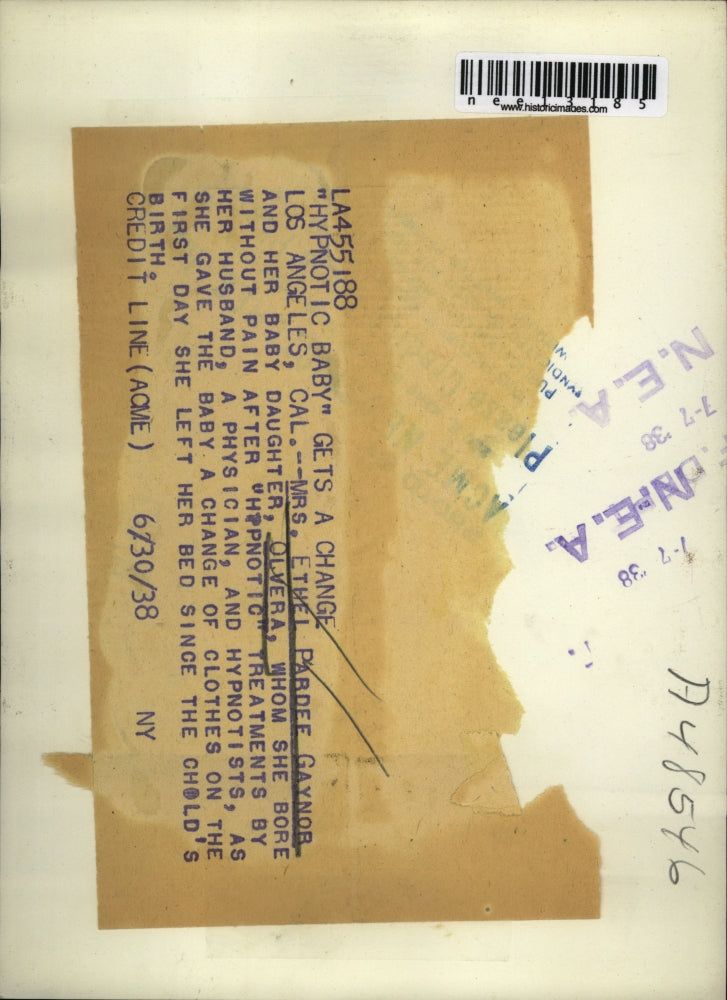 nee13185
www.historicimages.com
LA455188
"HYPNOTIC BABY" GETS A CHANGE
LOS ANGELES, CAL.--MRS. ETHEL PARDEE GAYNOR
AND HER BABY DAUGHTER, OLVERA, WHOM SHE BORE
WITHOUT PAIN AFTER "HYPNOTIC" TREATMENTS BY
HER HUSBAND, A PHYSICIAN, AND HYPNOTISTS, AS
SHE GAVE THE BABY A CHANGE OF CLOTHES ON THE
FIRST DAY SHE LEFT HER BED SINCE THE CHOLD'S
BIRTH.
CREDIT LINE (ACME) 6/30/38 NY
N.E.A.
7-7 '38
N.E.A.
7-7 '38
A48546